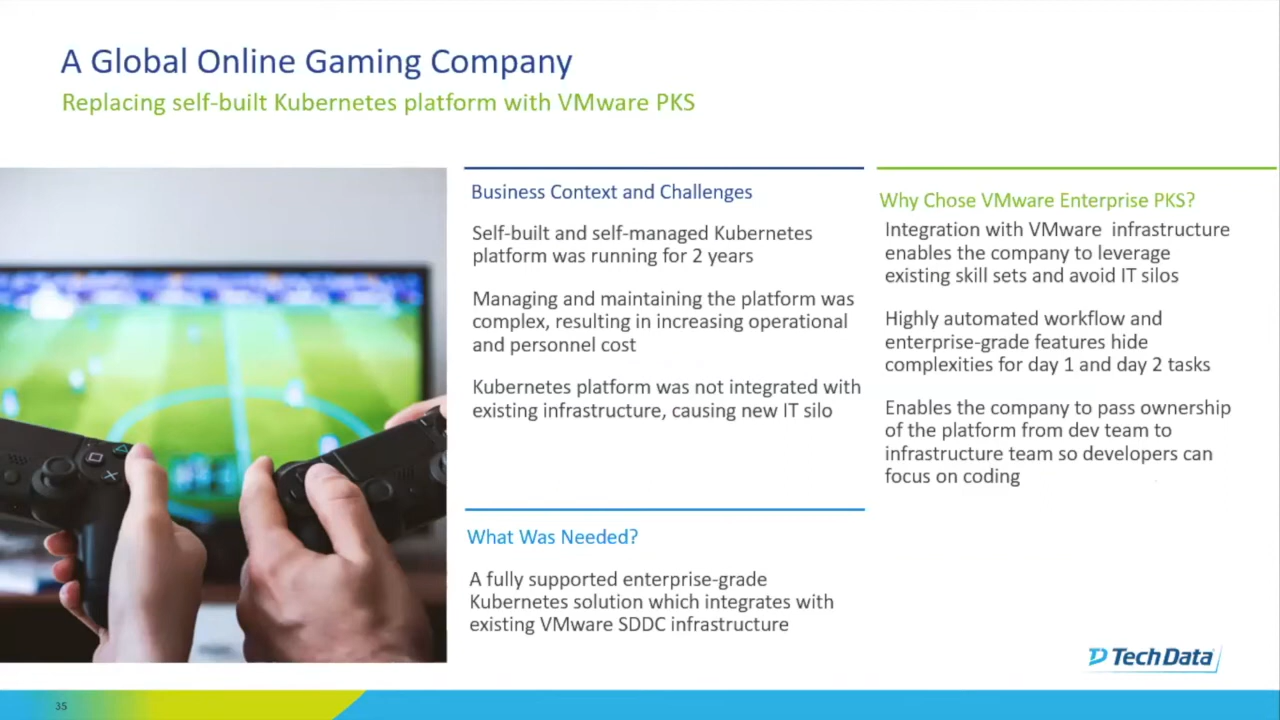 A Global Online Gaming Company
Replacing self-built Kubernetes platform with VMware PKS
Business Context and Challenges
Self-built and self-managed Kubernetes
platform was running for 2 years
Managing and maintaining the platform was
complex, resulting in increasing operational
and personnel cost
Kubernetes platform was not integrated with
existing infrastructure, causing new IT silo
What Was Needed?
A fully supported enterprise-grade
Kubernetes solution which integrates with
existing VMware SDDC infrastructure
Why Chose VMware Enterprise PKS?
Integration with VMware infrastructure
enables the company to leverage
existing skill sets and avoid IT silos
Highly automated workflow and
enterprise-grade features hide
complexities for day 1 and day 2 tasks
Enables the company to pass ownership
of the platform from dev team to
infrastructure team so developers can
focus on coding
Tech Data
35